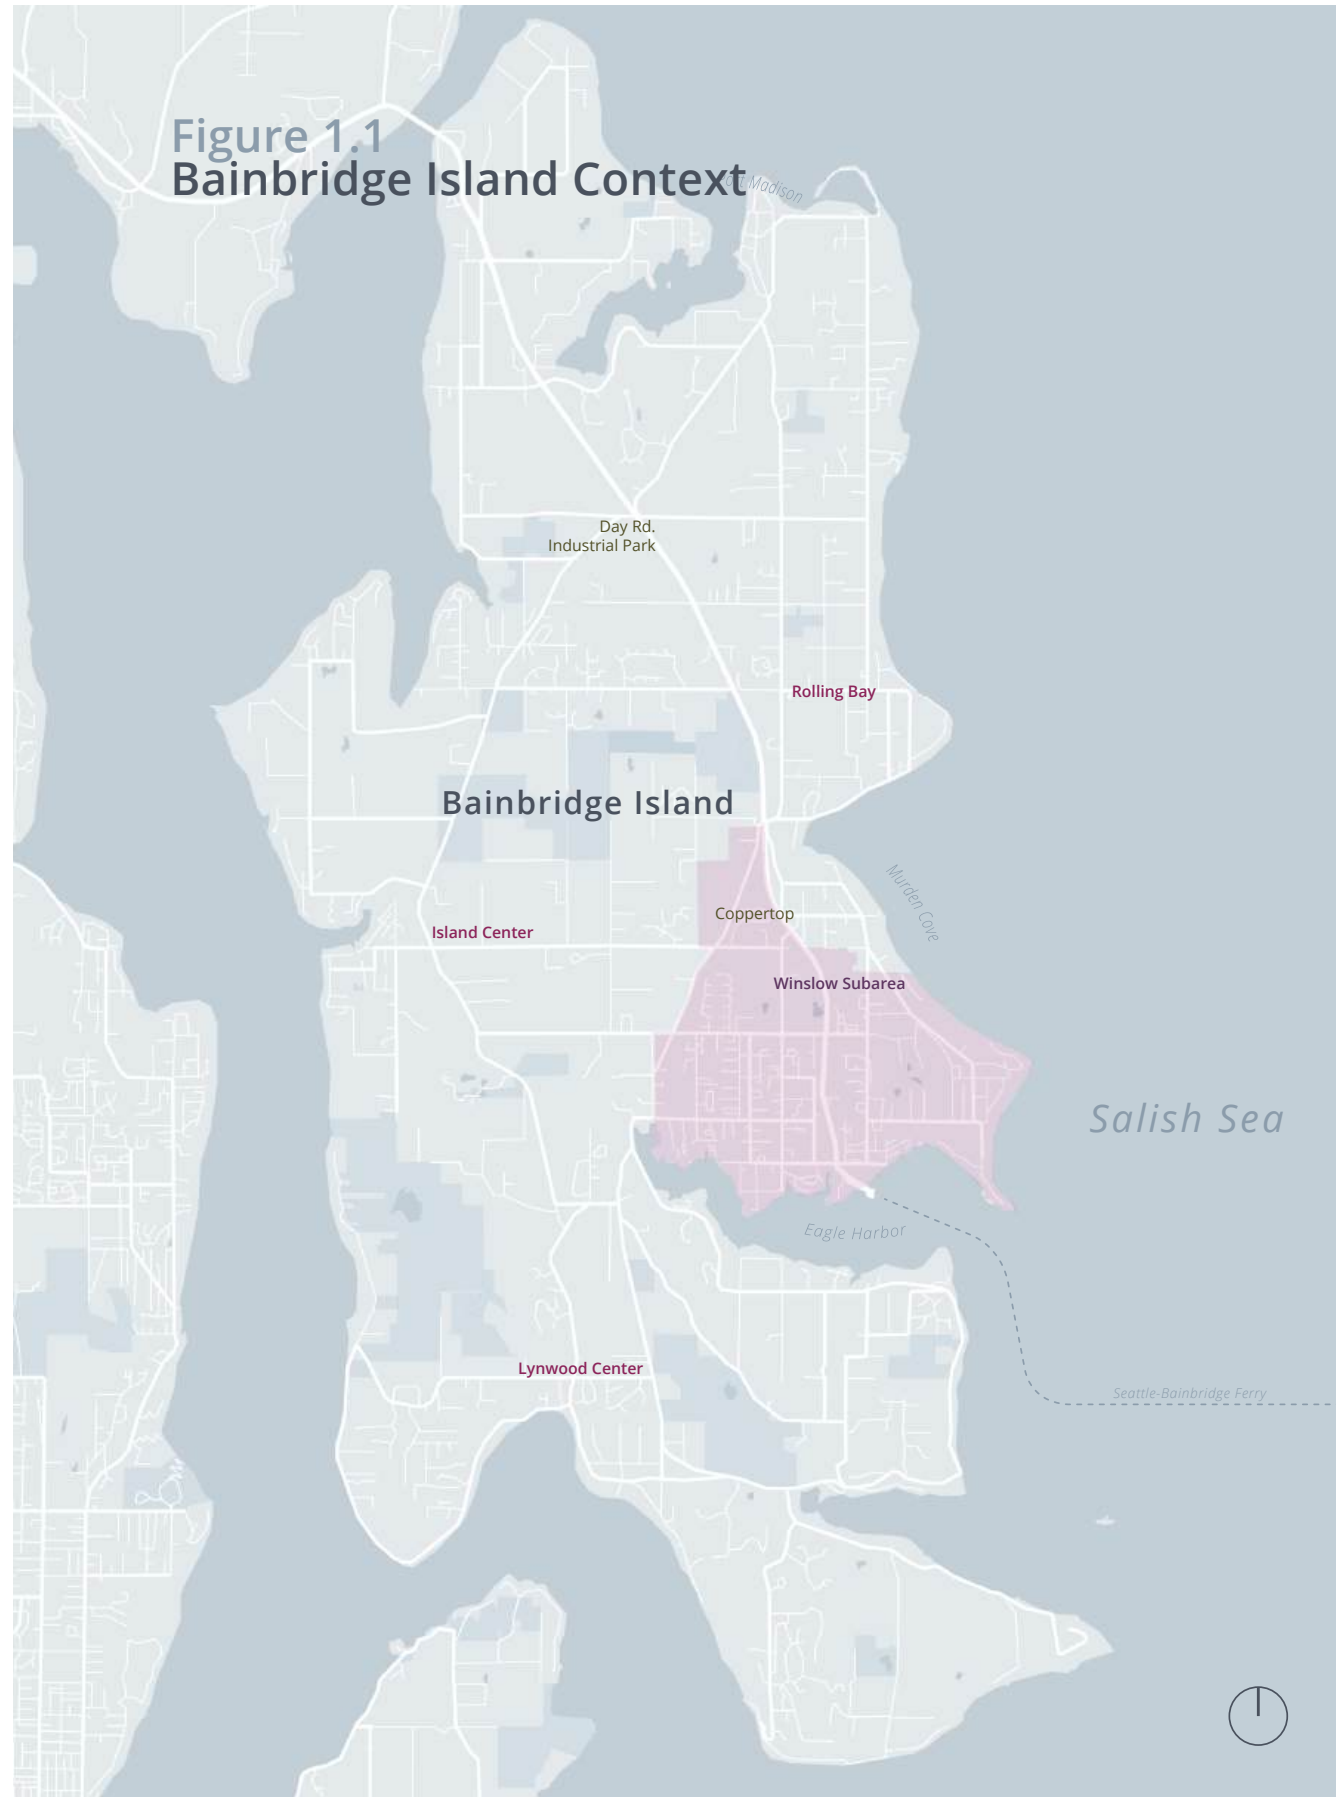 Figure 1.1
Bainbridge Island Context
Madison
Day Rd.
Industrial Park
Rolling Bay
Bainbridge Island
Murden Cove
Coppertop
Island Center
Winslow Subarea
Salish Sea
Eagle Harbor
Lynwood Center
Seattle-Bainbridge Ferry